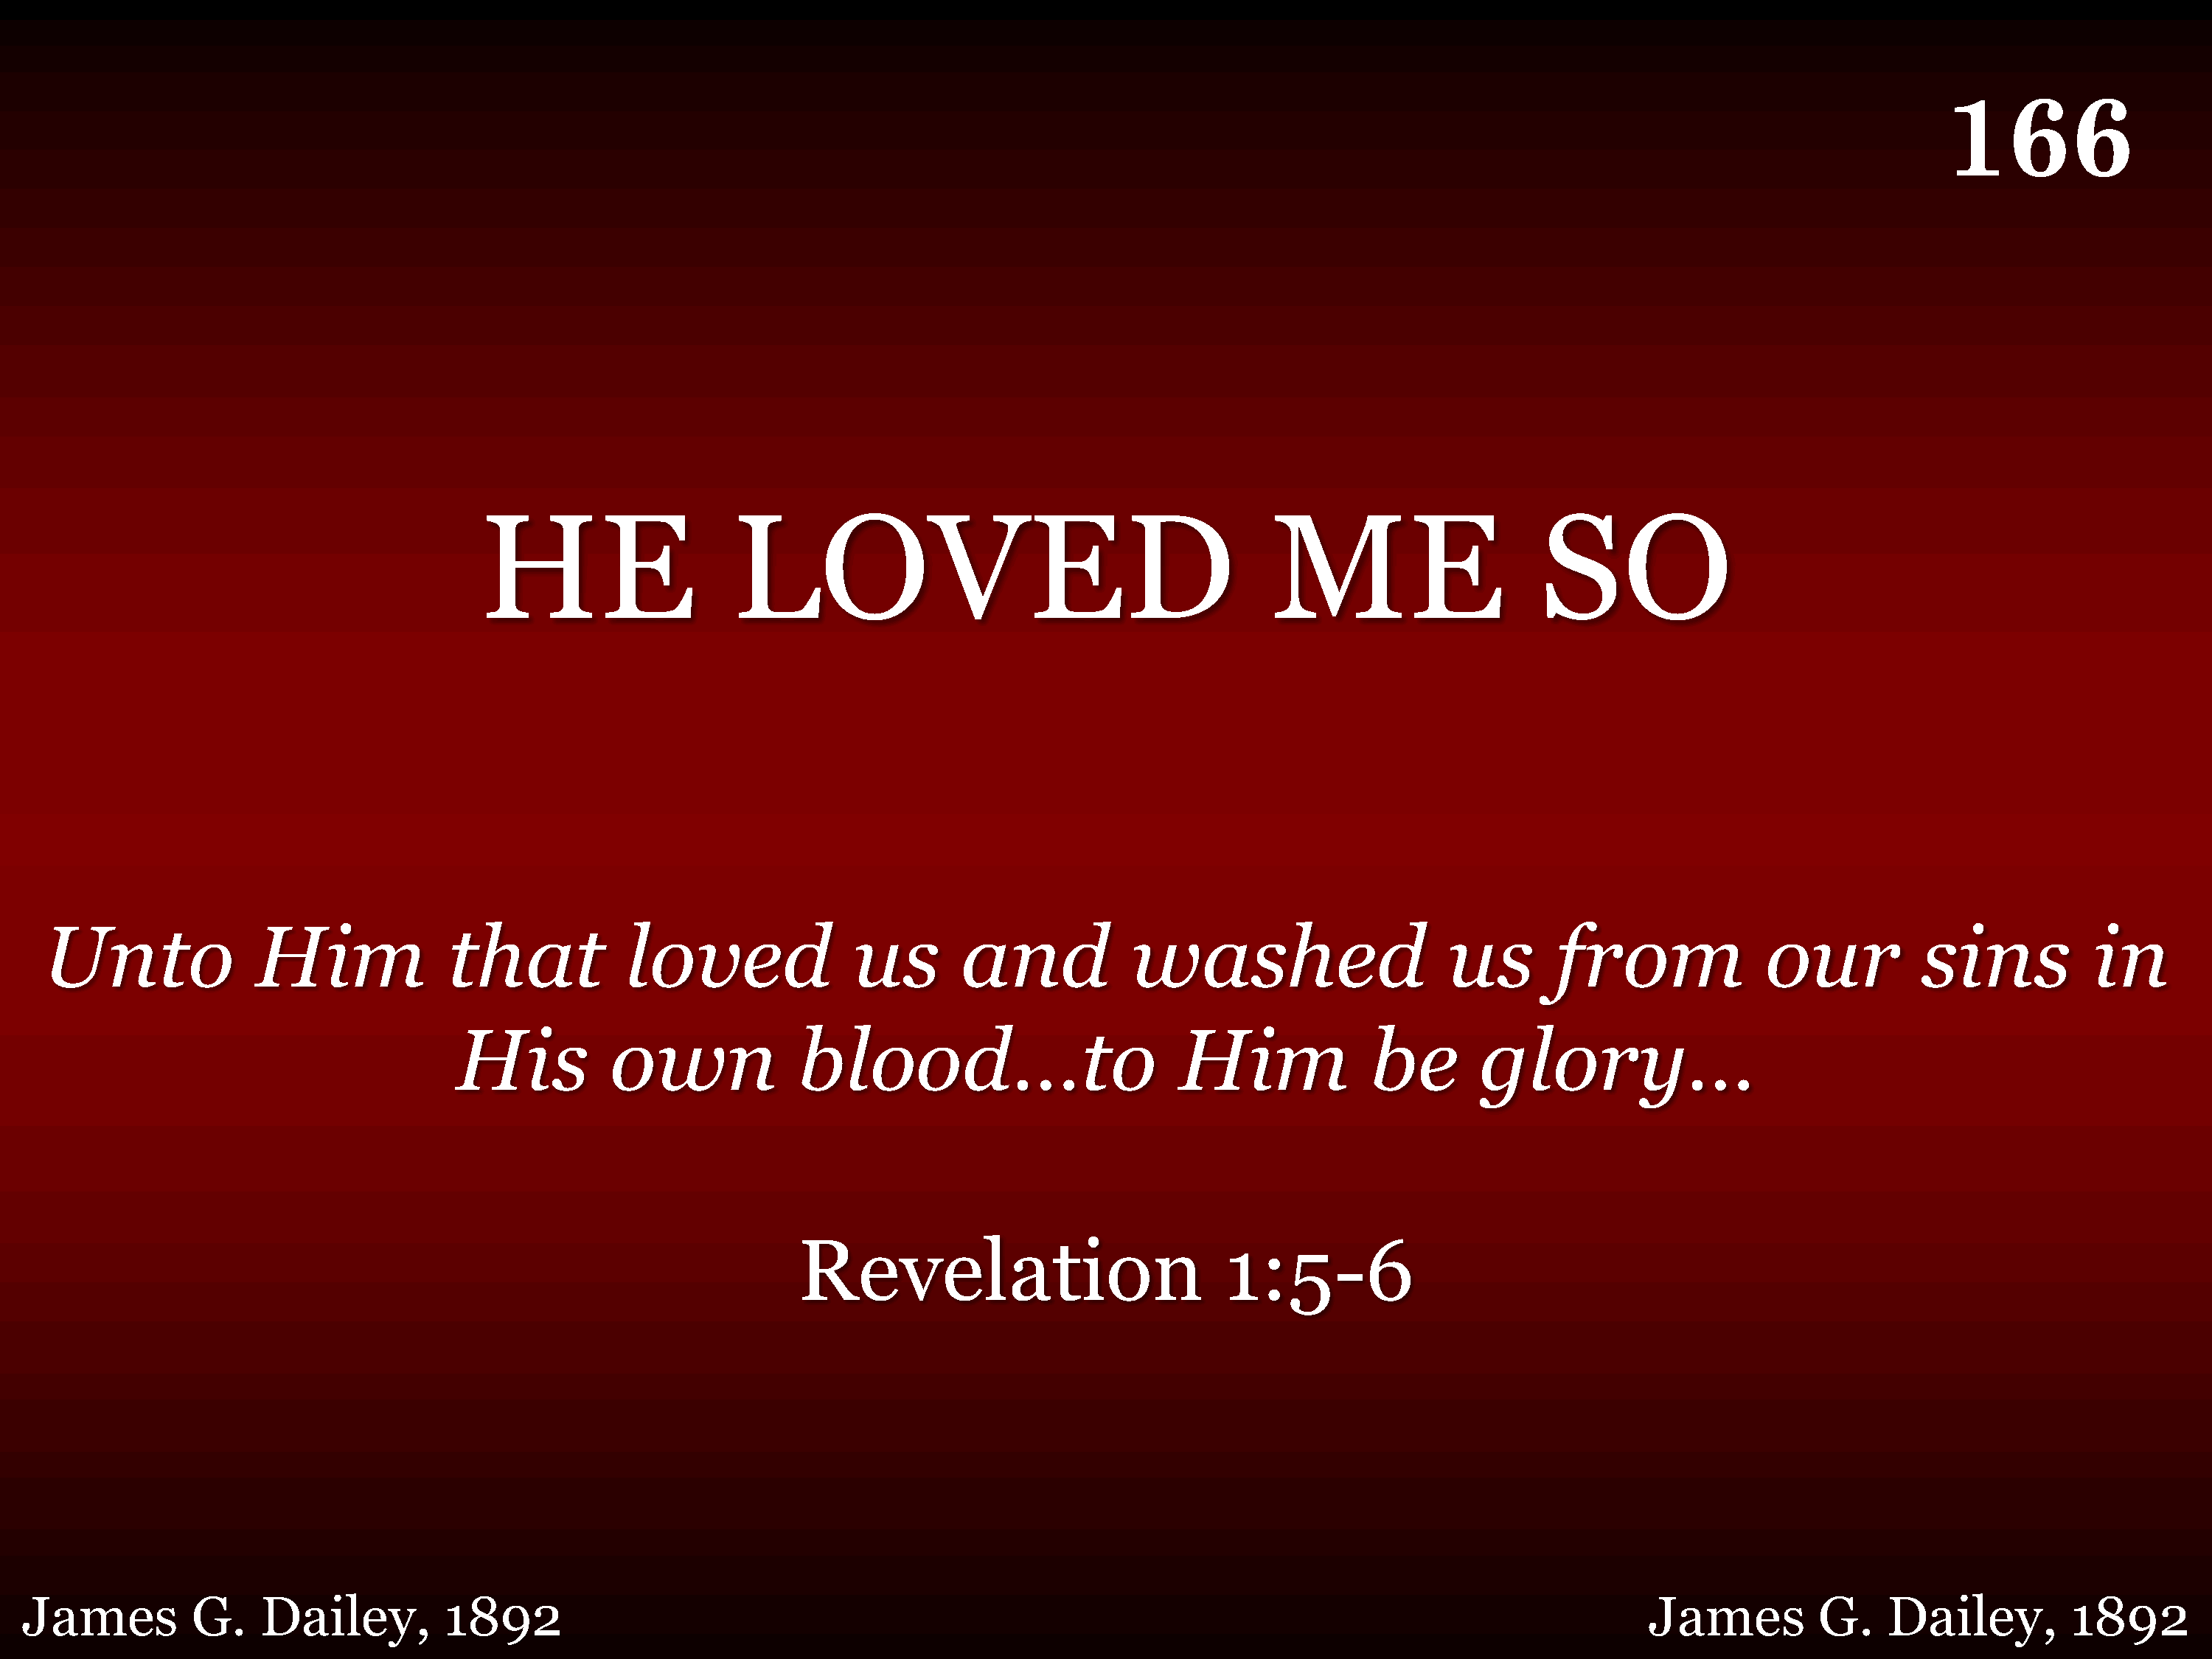 166
HE LOVED ME SO
Unto Him that loved us and washed us from our sins in
His own blood…to Him be glory…
Revelation 1:5-6
James G. Dailey, 1892
James G. Dailey, 1892